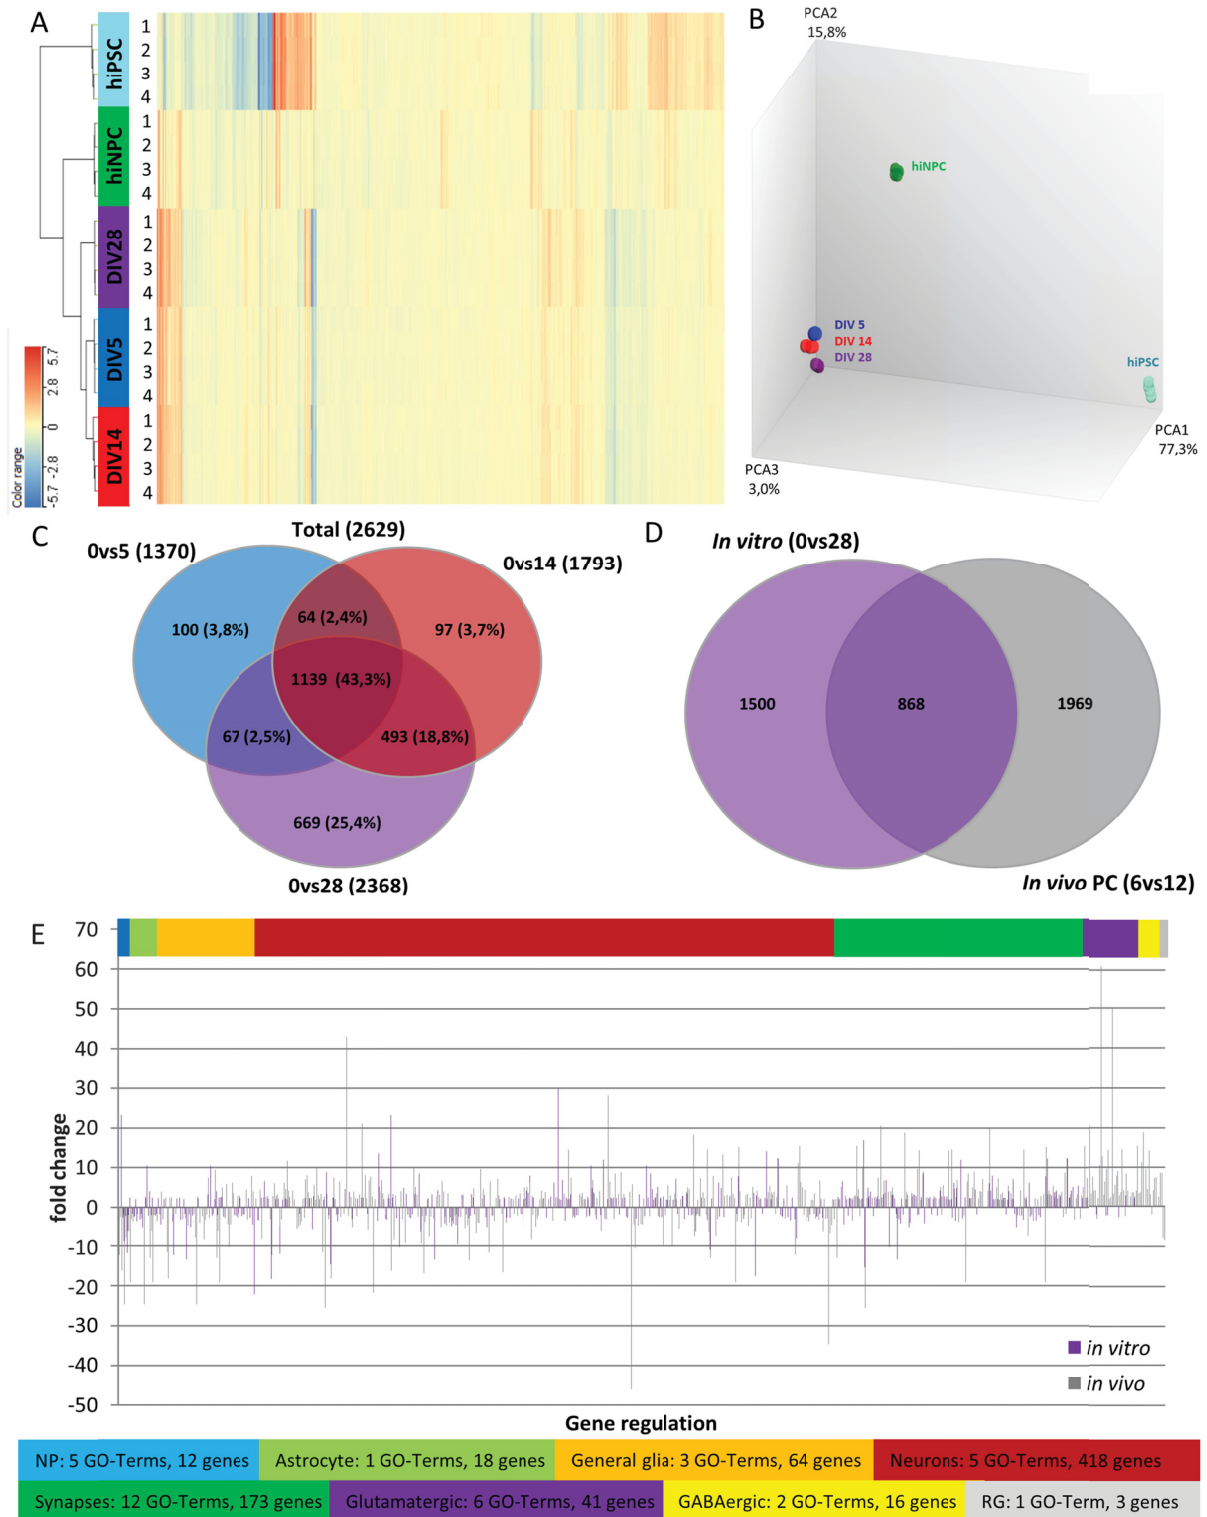 A
hiPSC
1
2
3
4
hiNPC
1
2
3
4
DIV28
1
2
3
4
DIV5
1
2
3
4
DIV14
1
2
3
4
Color range
-5.7 -2.8 0 2.8 5.7
B
PCA2
15,8%
hiNPC
DIV 5
DIV 14
DIV 28
hiPSC
PCA1
77,3%
PCA3
3,0%
C
Total (2629)
0vs5 (1370)
0vs14 (1793)
100 (3,8%)
64 (2,4%)
97 (3,7%)
1139 (43,3%)
67 (2,5%)
493 (18,8%)
669 (25,4%)
0vs28 (2368)
D
In vitro (0vs28)
1500
868
1969
In vivo PC (6vs12)
E
fold change
70
60
50
40
30
20
10
0
-10
-20
-30
-40
-50
in vitro
in vivo
Gene regulation
NP: 5 GO-Terms, 12 genes
Astrocyte: 1 GO-Terms, 18 genes
General glia: 3 GO-Terms, 64 genes
Neurons: 5 GO-Terms, 418 genes
Synapses: 12 GO-Terms, 173 genes
Glutamatergic: 6 GO-Terms, 41 genes
GABAergic: 2 GO-Terms, 16 genes
RG: 1 GO-Term, 3 genes